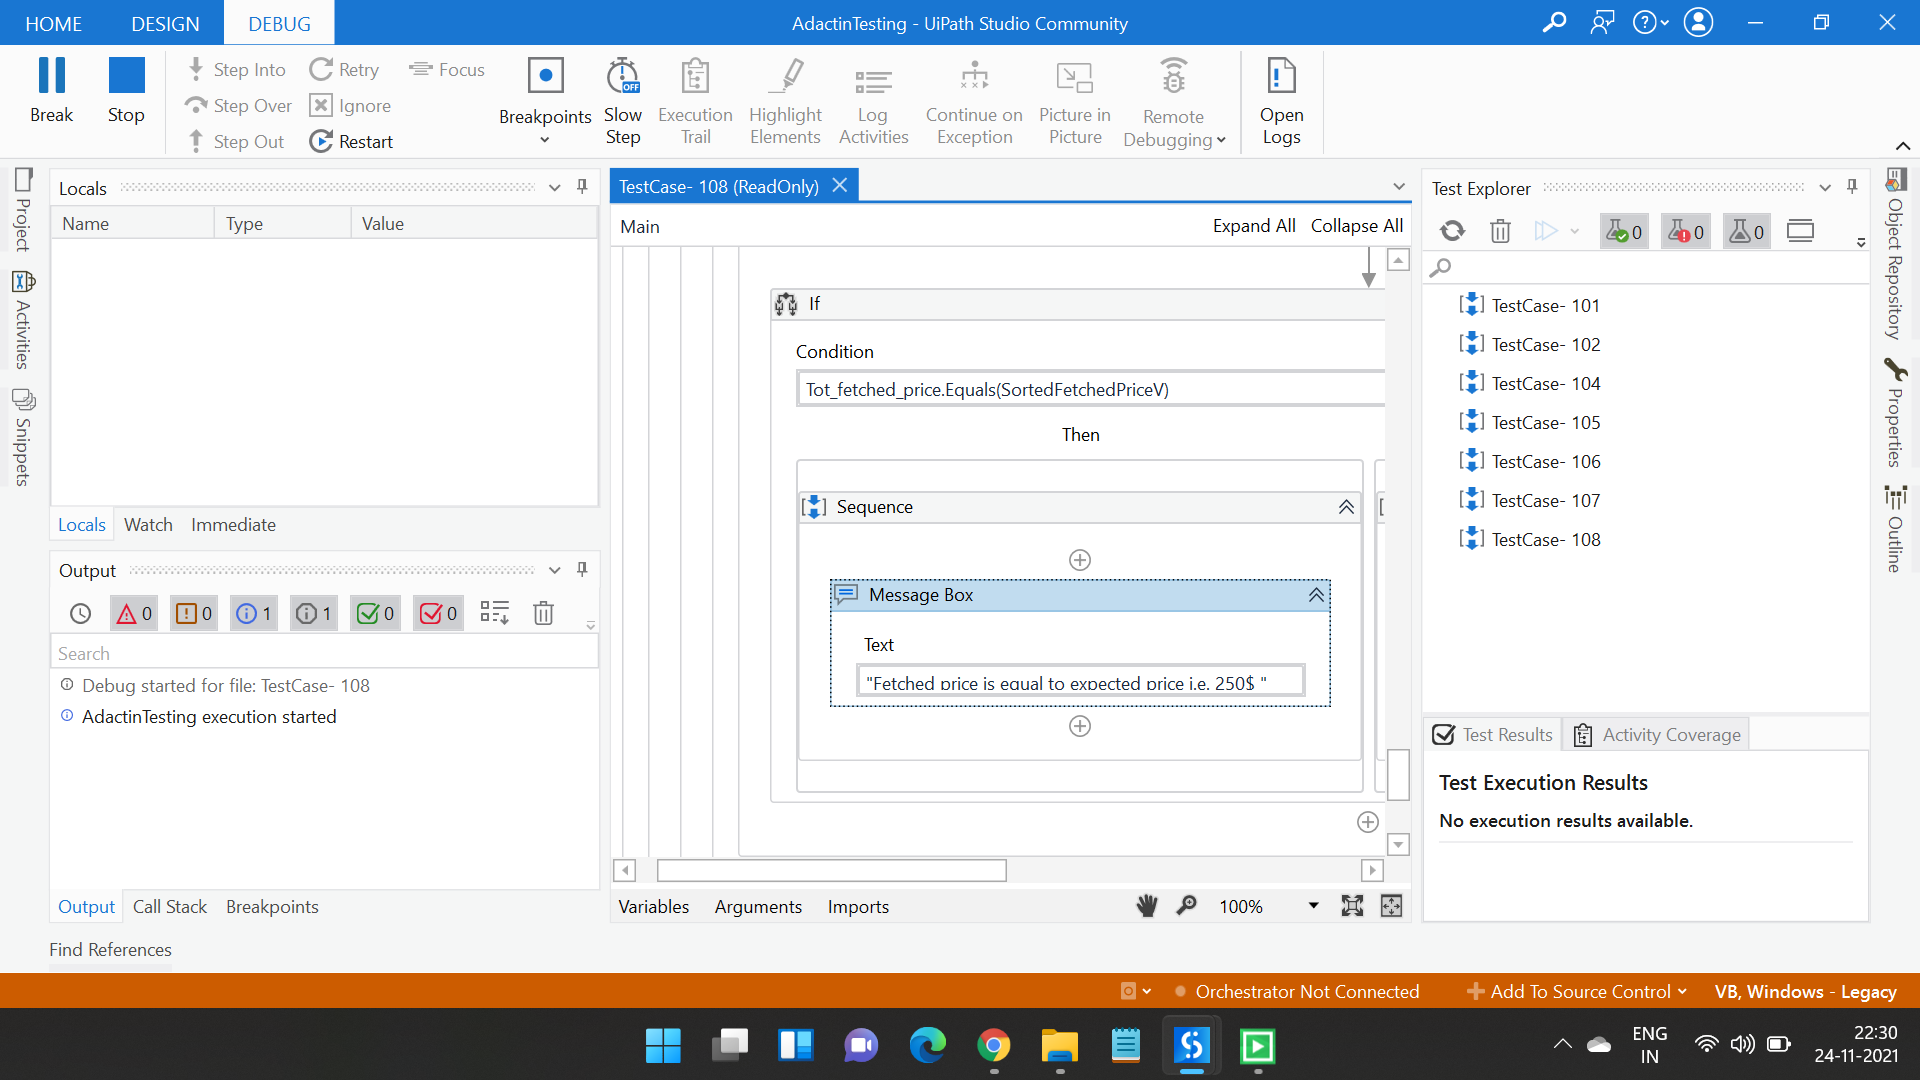 HOME DESIGN DEBUG AdactinTesting - UiPath Studio Community
Break Stop Step Into Step Over Step Out Retry Ignore Restart Focus Breakpoints Slow Step Execution Trail Highlight Elements Log Activities Continue on Exception Picture in Picture Remote Debugging Open Logs
Project
Activities
Snippets
Locals
Name Type Value
Locals Watch Immediate
Output
0 0 1 1 0 0
Search
Debug started for file: TestCase- 108
AdactinTesting execution started
Output Call Stack Breakpoints
Find References
TestCase- 108 (ReadOnly)
Main Expand All Collapse All
If
Condition
Tot_fetched_price.Equals(SortedFetchedPriceV)
Then
Sequence
Message Box
Text
"Fetched price is equal to expected price i.e. 250$ "
Variables Arguments Imports 100%
Test Explorer
0 0 0
TestCase- 101
TestCase- 102
TestCase- 104
TestCase- 105
TestCase- 106
TestCase- 107
TestCase- 108
Test Results Activity Coverage
Test Execution Results
No execution results available.
Object Repository
Properties
Outline
Orchestrator Not Connected Add To Source Control VB, Windows - Legacy
OFF
ENG
IN
22:30
24-11-2021